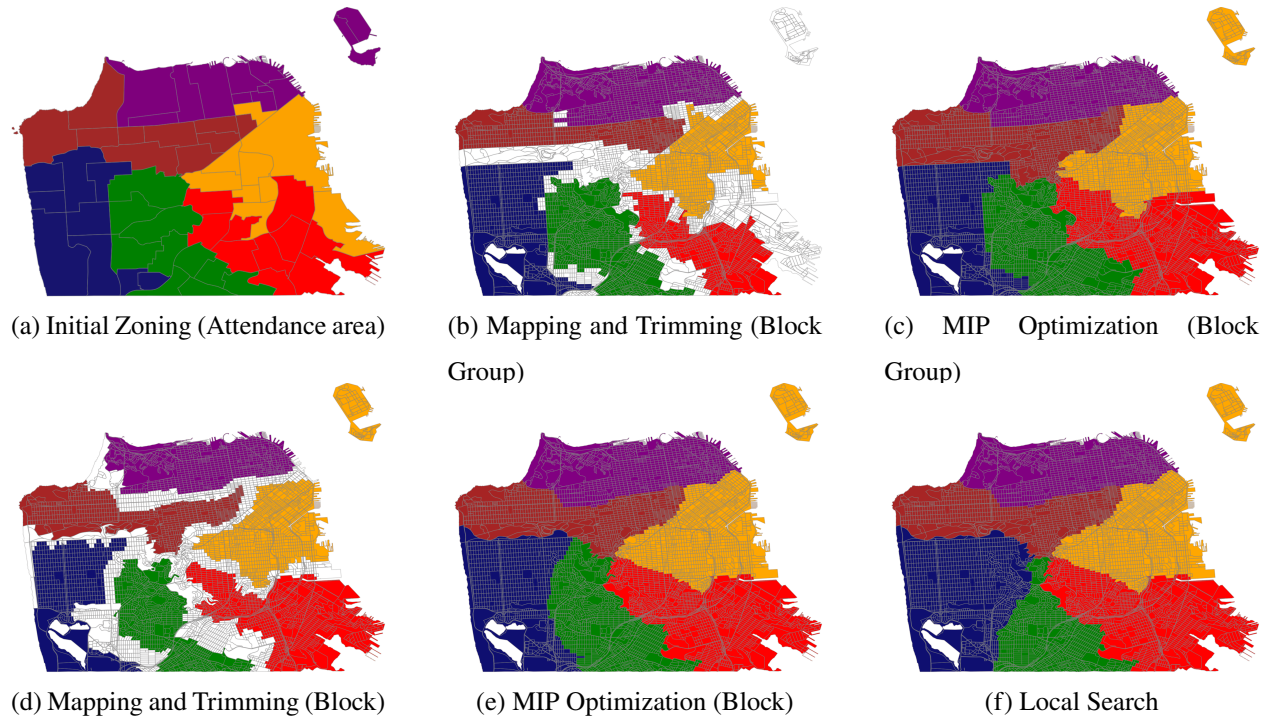 (a) Initial Zoning (Attendance area)
(b) Mapping and Trimming (Block
Group)
(c) MIP Optimization (Block
Group)
(d) Mapping and Trimming (Block)
(e) MIP Optimization (Block)
(f) Local Search